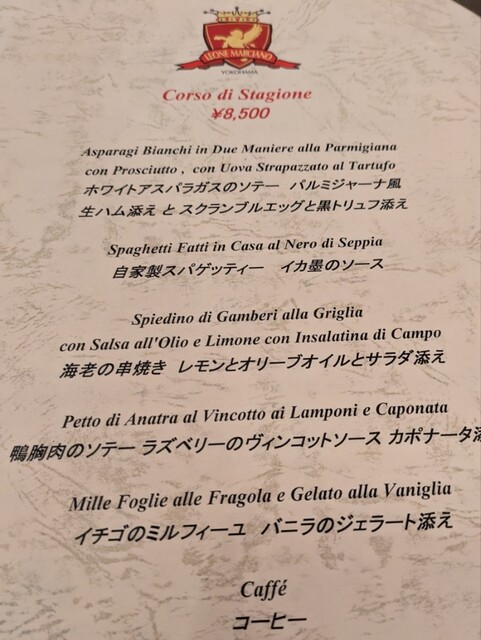 LEONE MARCIANO
YOKOHAMA
Corso di Stagione
¥8,500
Asparagi Bianchi in Due Maniere alla Parmigiana
con Prosciutto , con Uova Strapazzato al Tartufo
ホワイトアスパラガスのソテー　パルミジャーナ風
生ハム添え と スクランブルエッグと黒トリュフ添え
Spaghetti Fatti in Casa al Nero di Seppia
自家製スパゲッティー　イカ墨のソース
Spiedino di Gamberi alla Griglia
con Salsa all'Olio e Limone con Insalatina di Campo
海老の串焼き レモンとオリーブオイルとサラダ添え
Petto di Anatra al Vincotto ai Lamponi e Caponata
鴨胸肉のソテー ラズベリーのヴィンコットソース カポナータ添
Mille Foglie alle Fragola e Gelato alla Vaniglia
イチゴのミルフィーユ　バニラのジェラート添え
Caffé
コーヒー